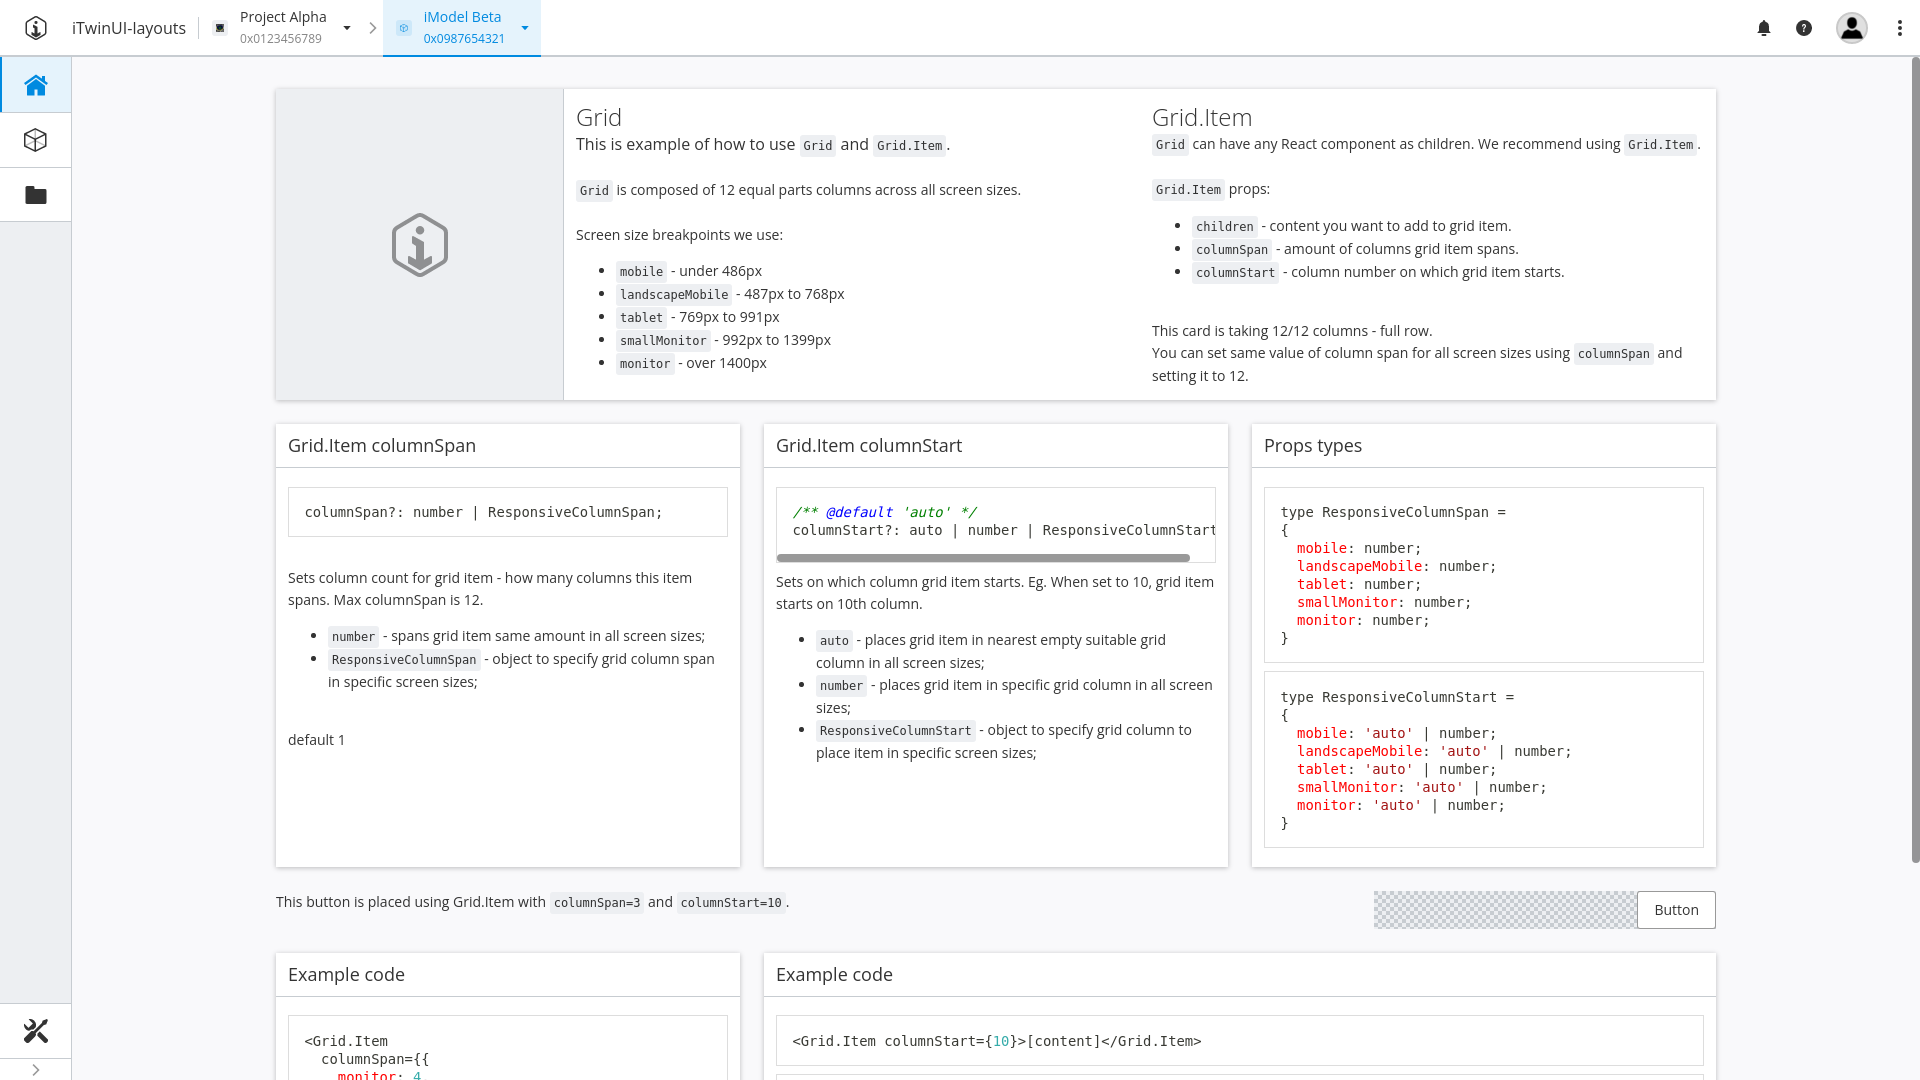 iTwinUI-layouts
Project Alpha
0x0123456789
iModel Beta
0x0987654321
Grid
This is example of how to use Grid and Grid.Item.
Grid is composed of 12 equal parts columns across all screen sizes.
Screen size breakpoints we use:
mobile - under 486px
landscapeMobile - 487px to 768px
tablet - 769px to 991px
smallMonitor - 992px to 1399px
monitor - over 1400px
Grid.Item
Grid can have any React component as children. We recommend using Grid.Item.
Grid.Item props:
children - content you want to add to grid item.
columnSpan - amount of columns grid item spans.
columnStart - column number on which grid item starts.
This card is taking 12/12 columns - full row.
You can set same value of column span for all screen sizes using columnSpan and
setting it to 12.
Grid.Item columnSpan
columnSpan?: number | ResponsiveColumnSpan;
Sets column count for grid item - how many columns this item
spans. Max columnSpan is 12.
number - spans grid item same amount in all screen sizes;
ResponsiveColumnSpan - object to specify grid column span
in specific screen sizes;
default 1
Grid.Item columnStart
/** @default 'auto' */
columnStart?: auto | number | ResponsiveColumnStart
Sets on which column grid item starts. Eg. When set to 10, grid item
starts on 10th column.
auto - places grid item in nearest empty suitable grid
column in all screen sizes;
number - places grid item in specific grid column in all screen
sizes;
ResponsiveColumnStart - object to specify grid column to
place item in specific screen sizes;
Props types
type ResponsiveColumnSpan =
{
mobile: number;
landscapeMobile: number;
tablet: number;
smallMonitor: number;
monitor: number;
}
type ResponsiveColumnStart =
{
mobile: 'auto' | number;
landscapeMobile: 'auto' | number;
tablet: 'auto' | number;
smallMonitor: 'auto' | number;
monitor: 'auto' | number;
}
This button is placed using Grid.Item with columnSpan=3 and columnStart=10.
Button
Example code
<Grid.Item
columnSpan={{
monitor: 4
Example code
<Grid.Item columnStart={10}>[content]</Grid.Item>